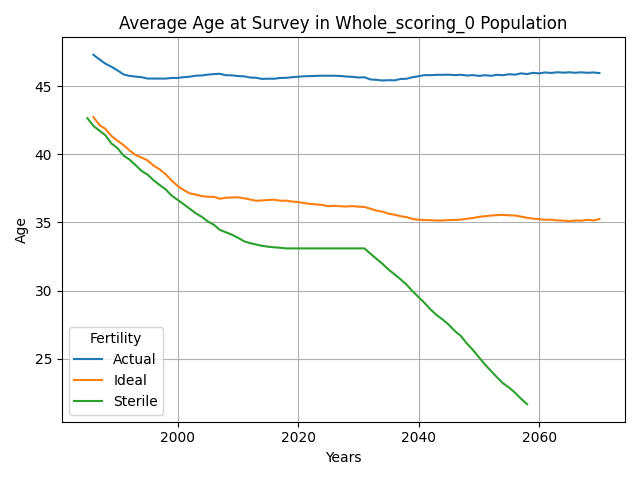 Average Age at Survey in Whole_scoring_0 Population
Age
45
40
35
30
25
Fertility
Actual
Ideal
Sterile
2000
2020
2040
2060
Years